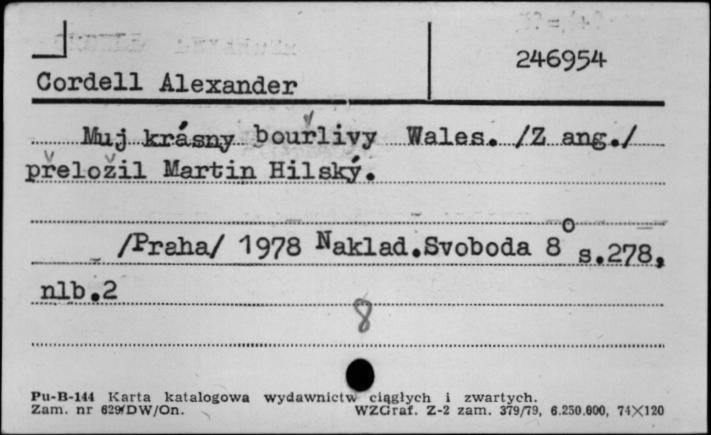 246954
Cordell Alexander
Muj krásny bouřlivy Wales. /Z ang./
přeložil Martin Hilský.
/Praha/ 1978 Naklad.Svoboda 8° s.278,
nlb.2
8
Pu-B-144 Karta katalogowa wydawnictw ciągłych i zwartych.
Zam. nr 629/DW/On. WZGraf. Z-2 zam. 379/79, 6.250.000, 74×120